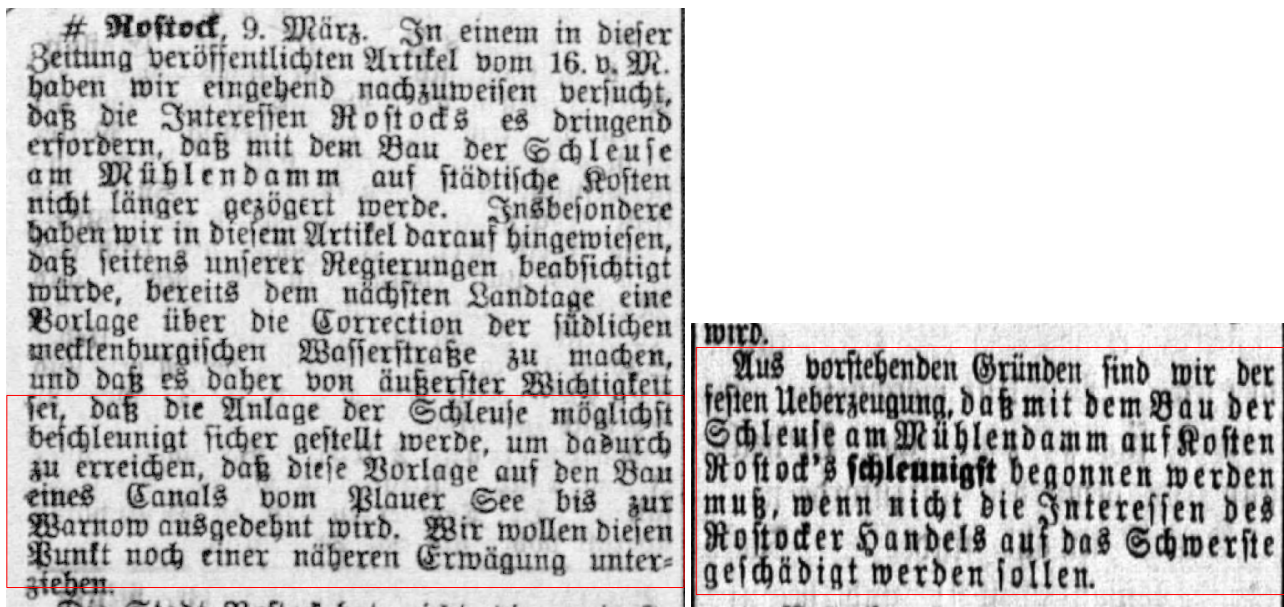 # Rostock, 9. März. In einem in dieser
Zeitung veröffentlichten Artikel vom 16. v. M.
haben wir eingehend nachzuweisen versucht,
daß die Interessen Rostocks es dringend
erfordern, daß mit dem Bau der Schleuse
am Mühlendamm auf städtische Kosten
nicht länger gezögert werde. Insbesondere
haben wir in diesem Artikel darauf hingewiesen,
daß seitens unserer Regierungen beabsichtigt
würde, bereits dem nächsten Landtage eine
Vorlage über die Correction der südlichen
mecklenburgischen Wasserstraße zu machen,
und daß es daher von äußerster Wichtigkeit
sei, daß die Anlage der Schleuse möglichst
beschleunigt sicher gestellt werde, um dadurch
zu erreichen, daß diese Vorlage auf den Bau
eines Canals vom Plauer See bis zur
Warnow ausgedehnt wird. Wir wollen diesen
Punkt noch einer näheren Erwägung unter-
ziehen.
wird.
Aus vorstehenden Gründen sind wir der
festen Ueberzeugung, daß mit dem Bau der
Schleuse am Mühlendamm auf Kosten
Rostock's schleunigst begonnen werden
muß, wenn nicht die Interessen des
Rostocker Handels auf das Schwerste
geschädigt werden sollen.